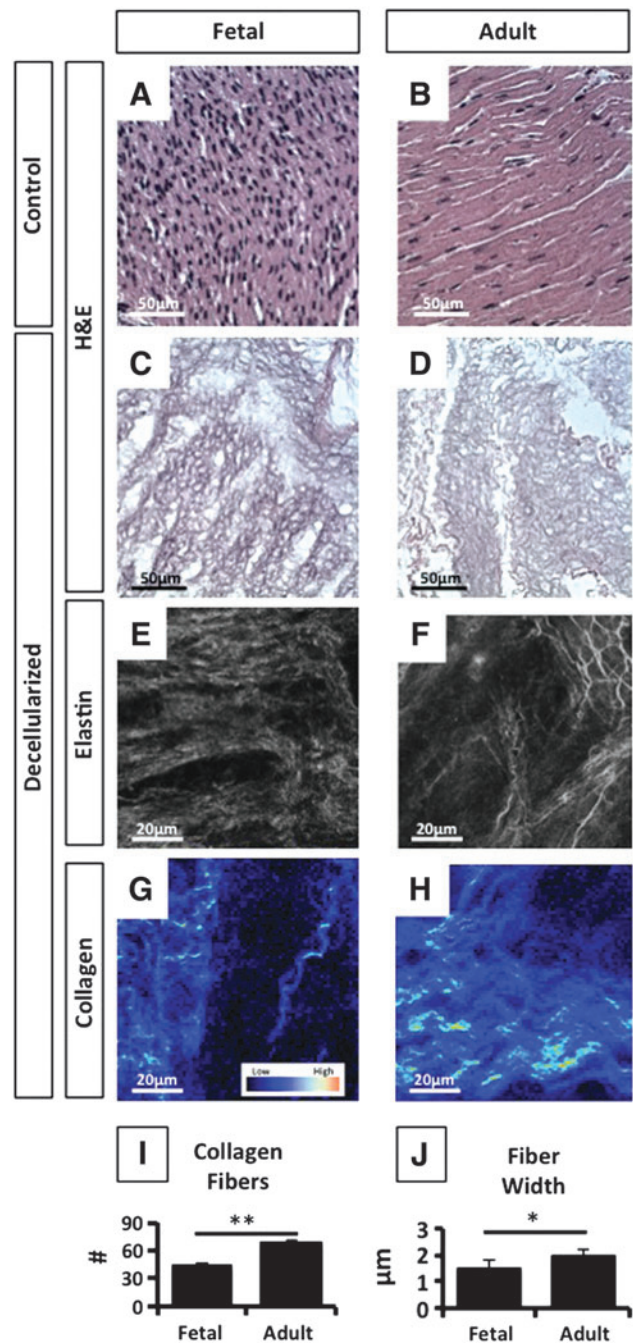 Fetal
Adult
Control
Decellularized
H&E
Elastin
Collagen
A
50μm
B
50μm
C
50μm
D
50μm
E
20μm
F
20μm
G
20μm
Low High
H
20μm
I
Collagen
Fibers
#
90
60
30
0
**
Fetal Adult
J
Fiber
Width
μm
3
2
1
0
*
Fetal Adult